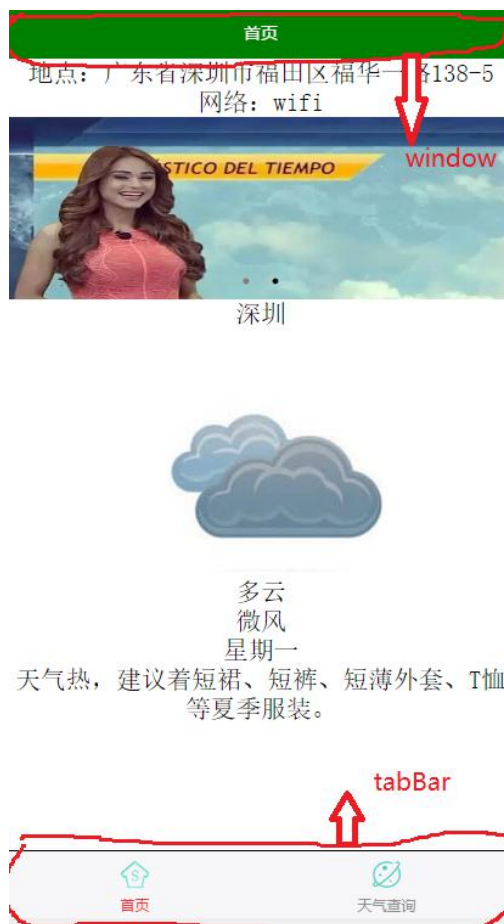 首页
地点: 广东省深圳市福田区福华一路138-5
网络: wifi
window
STICO DEL TIEMPO
深圳
多云
微风
星期一
天气热，建议着短裙、短裤、短薄外套、T恤
等夏季服装。
tabBar
S
首页
天气查询